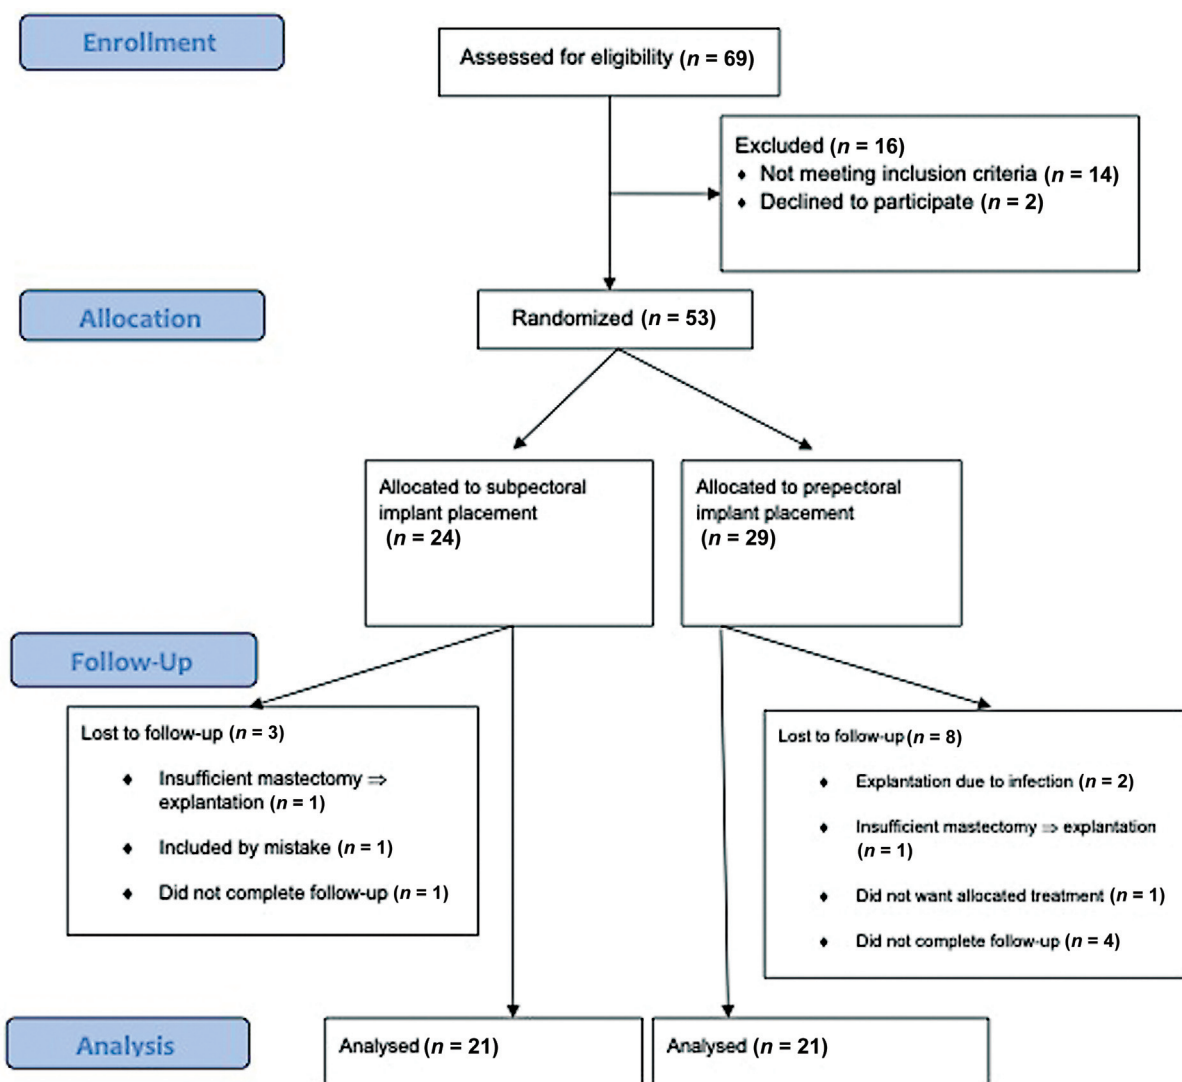 Enrollment
Assessed for eligibility (n = 69)
Excluded (n = 16)
♦ Not meeting inclusion criteria (n = 14)
♦ Declined to participate (n = 2)
Allocation
Randomized (n = 53)
Allocated to subpectoral
implant placement
(n = 24)
Allocated to prepectoral
implant placement
(n = 29)
Follow-Up
Lost to follow-up (n = 3)
♦ Insufficient mastectomy ⇒
explantation (n = 1)
♦ Included by mistake (n = 1)
♦ Did not complete follow-up (n = 1)
Lost to follow-up (n = 8)
♦ Explantation due to infection (n = 2)
♦ Insufficient mastectomy ⇒ explantation
(n = 1)
♦ Did not want allocated treatment (n = 1)
♦ Did not complete follow-up (n = 4)
Analysis
Analysed (n = 21)
Analysed (n = 21)